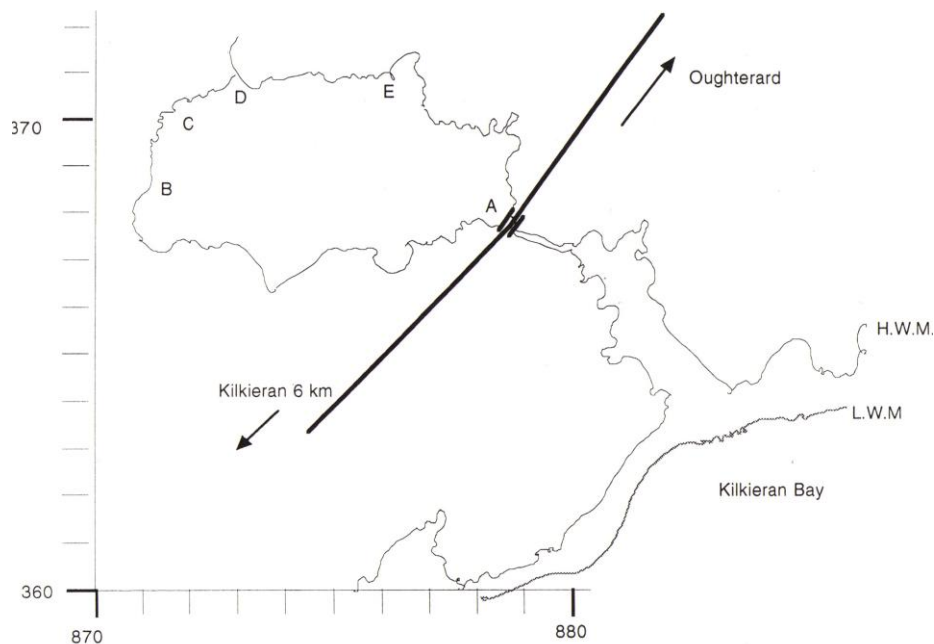 Oughterard
E
D
370
C
B
A
H.W.M.
Kilkieran 6 km
L.W.M
Kilkieran Bay
360
870
880